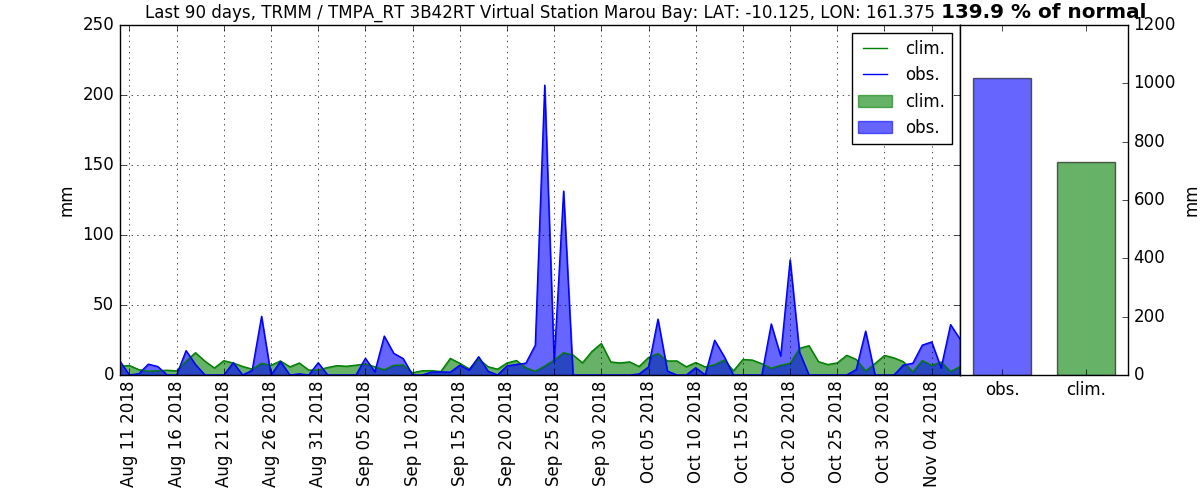 Last 90 days, TRMM / TMPA_RT 3B42RT Virtual Station Marou Bay: LAT: -10.125, LON: 161.375 139.9 % of normal
250
200
150
100
50
0
mm
clim.
obs.
clim.
obs.
1200
1000
800
600
400
200
0
mm
Aug 11 2018
Aug 16 2018
Aug 21 2018
Aug 26 2018
Aug 31 2018
Sep 05 2018
Sep 10 2018
Sep 15 2018
Sep 20 2018
Sep 25 2018
Sep 30 2018
Oct 05 2018
Oct 10 2018
Oct 15 2018
Oct 20 2018
Oct 25 2018
Oct 30 2018
Nov 04 2018
obs.
clim.